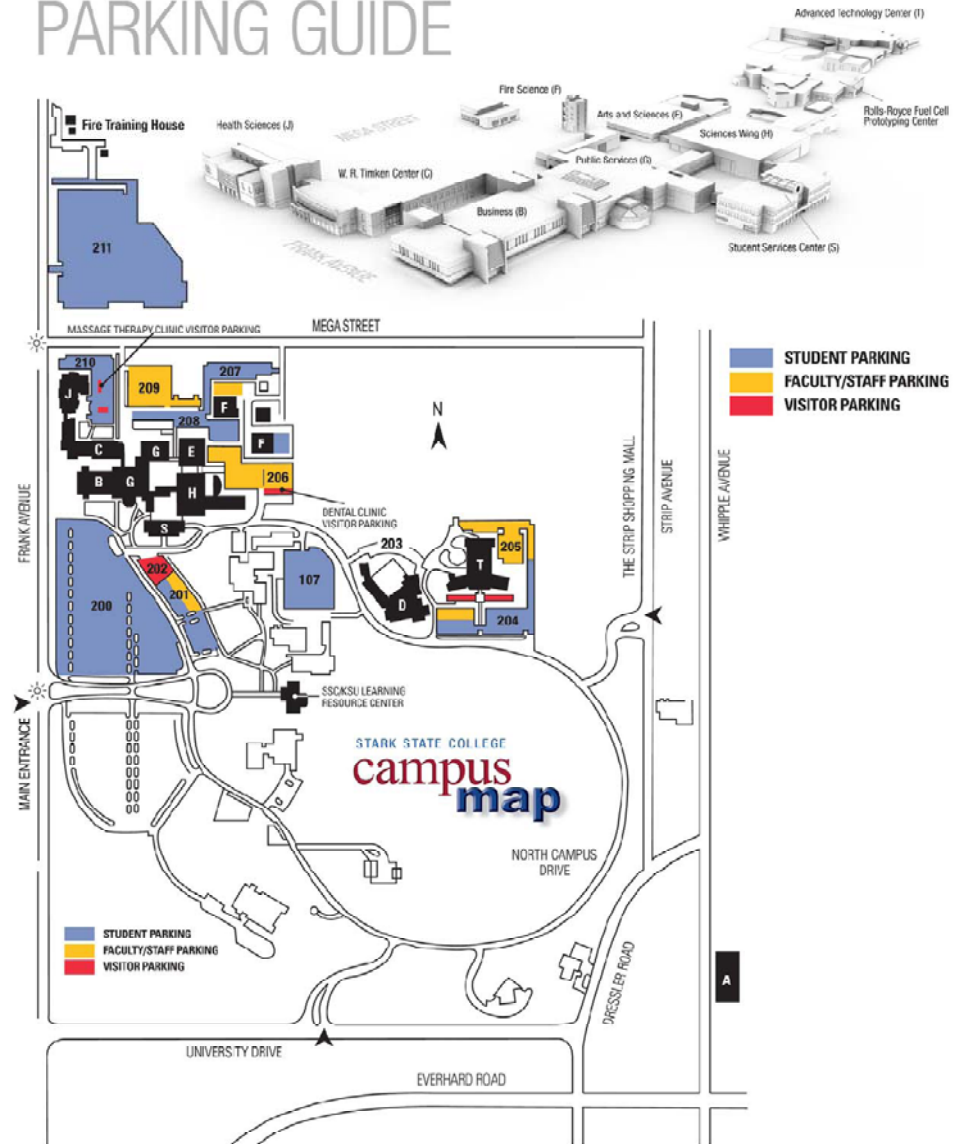 PARKING GUIDE
Advanced Technology Center (T)
Rolls-Royce Fuel Cell
Prototyping Center
Fire Science (F)
Arts and Sciences (E)
Sciences Wing (H)
Health Sciences (J)
MEGA STREET
Public Services (G)
W. R. Timken Center (C)
Business (B)
Student Services Center (S)
FRANK AVENUE
Fire Training House
211
MASSAGE THERAPY CLINIC VISITOR PARKING
MEGA STREET
STUDENT PARKING
FACULTY/STAFF PARKING
VISITOR PARKING
210
207
J
209
F
208
N
F
C
G
E
206
B
G
H
DENTAL CLINIC
VISITOR PARKING
S
FRANK AVENUE
THE STRIP SHOPPING MALL
STRIP AVENUE
WHIPPLE AVENUE
203
205
202
T
107
201
200
D
204
SSC/KSU LEARNING
RESOURCE CENTER
MAIN ENTRANCE
STARK STATE COLLEGE
campus
map
NORTH CAMPUS
DRIVE
STUDENT PARKING
FACULTY/STAFF PARKING
VISITOR PARKING
DRESSLER ROAD
A
UNIVERSITY DRIVE
EVERHARD ROAD